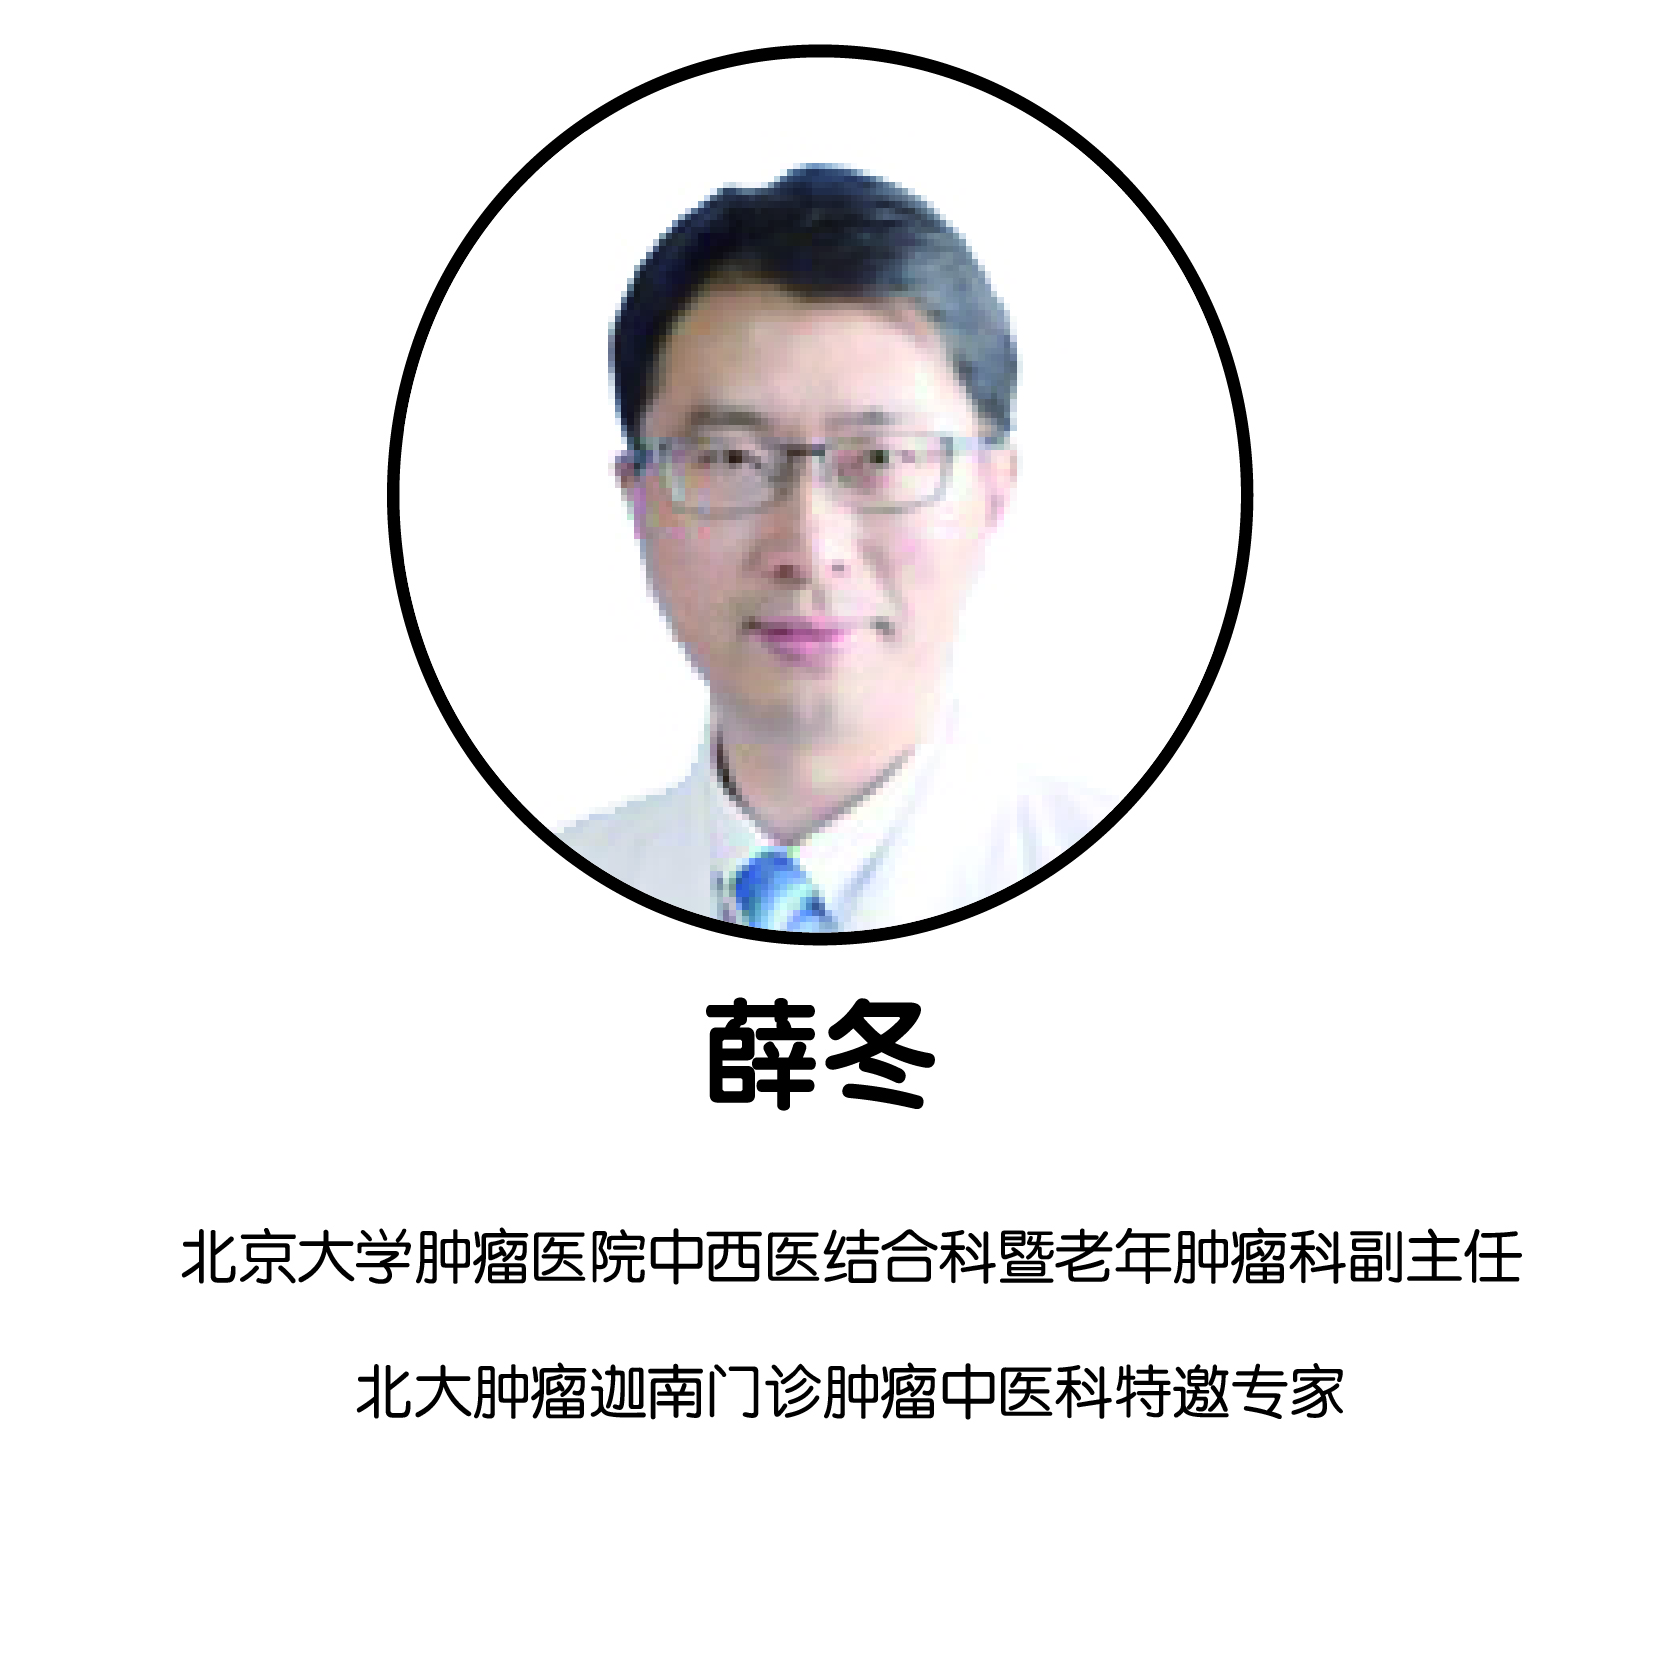 薛冬
北京大学肿瘤医院中西医结合科暨老年肿瘤科副主任
北大肿瘤迦南门诊肿瘤中医科特邀专家